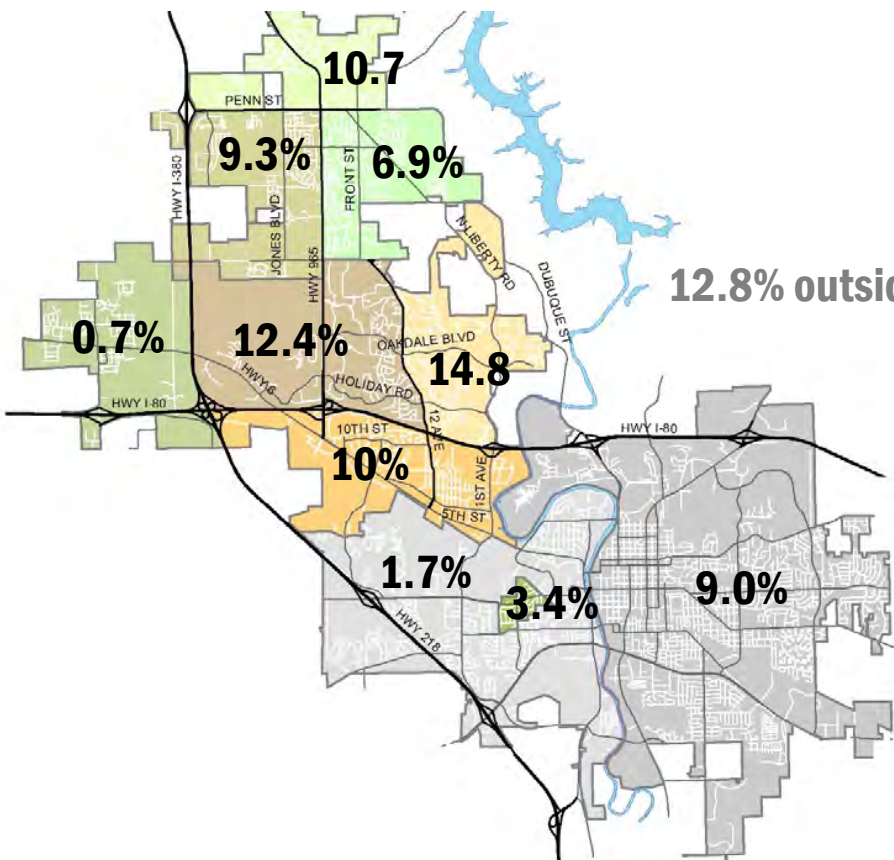 10.7
PENN ST
9.3%
6.9%
HWY I-380
FRONT ST
JONES BLVD
HWY 965
N LIBERTY RD
DUBUQUE ST
12.8% outsid
0.7%
12.4%
OAKDALE BLVD
14.8
HWY 6
HOLIDAY RD
HWY I-80
12 AVE
HWY I-80
10TH ST
10%
1ST AVE
5TH ST
1.7%
3.4%
9.0%
HWY 218